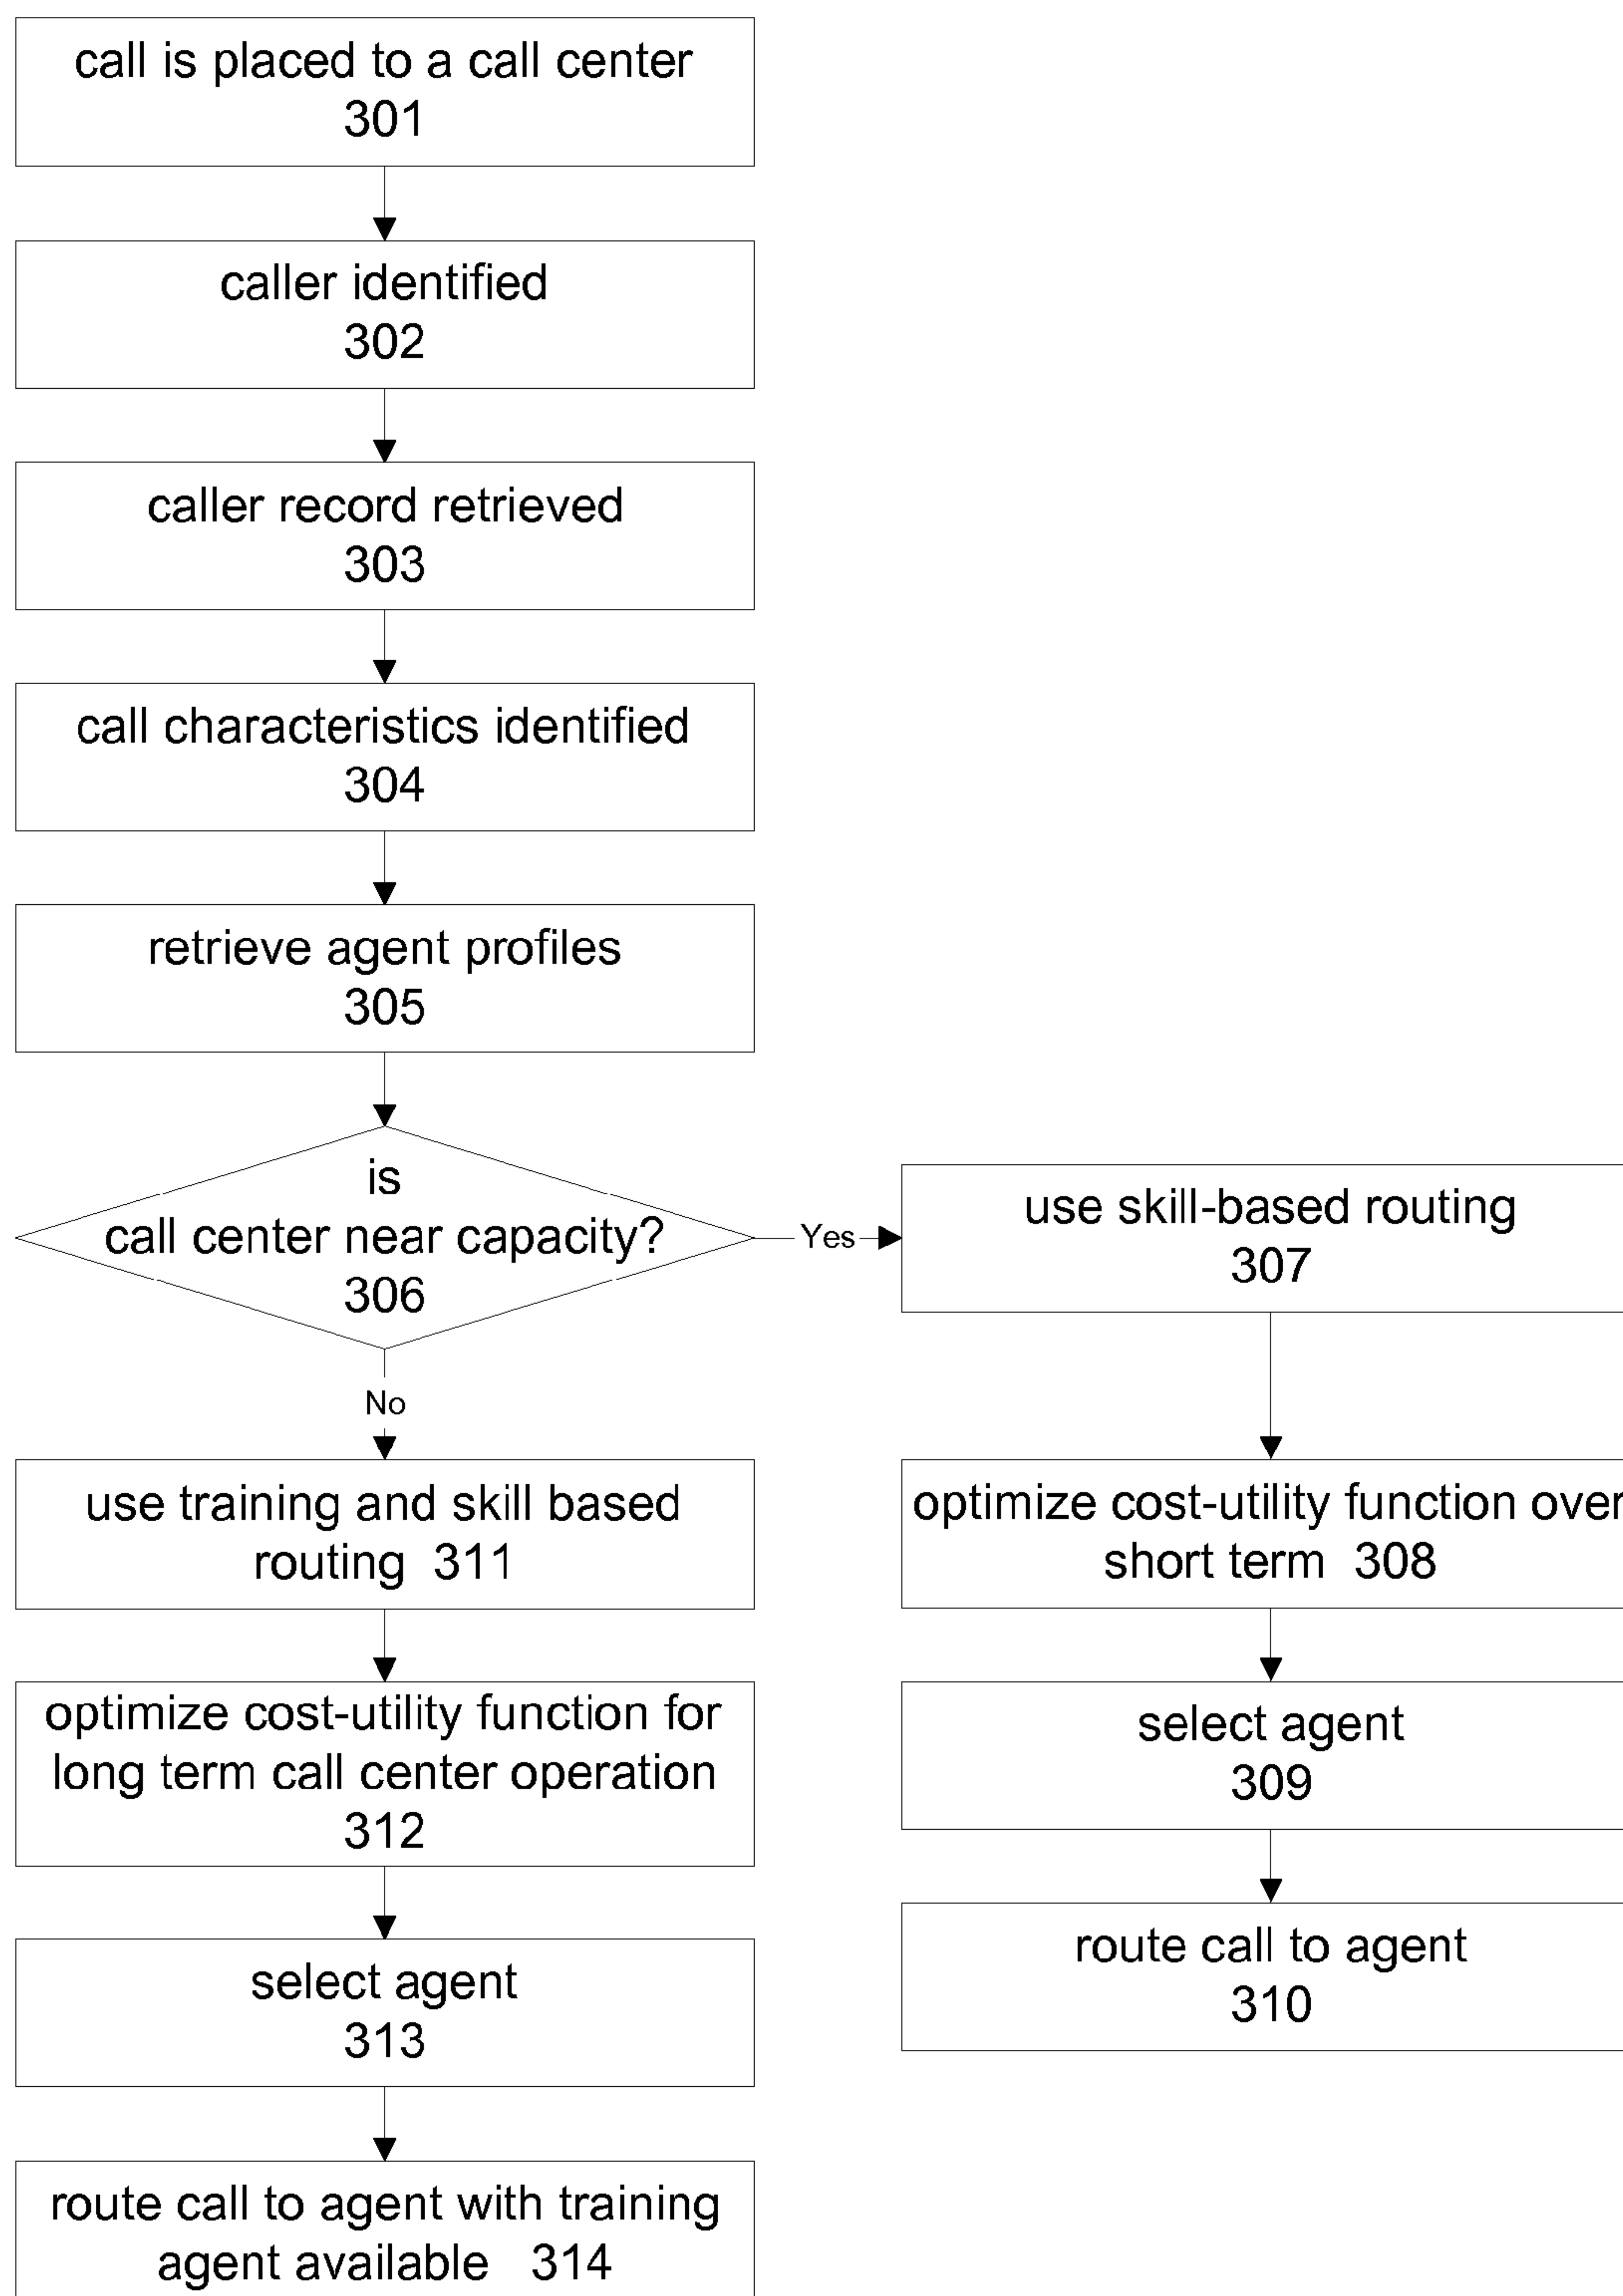 call is placed to a call center
301
caller identified
302
caller record retrieved
303
call characteristics identified
304
retrieve agent profiles
305
is
call center near capacity?
306
Yes
use skill-based routing
307
optimize cost-utility function over
short term 308
select agent
309
route call to agent
310
No
use training and skill based
routing 311
optimize cost-utility function for
long term call center operation
312
select agent
313
route call to agent with training
agent available 314